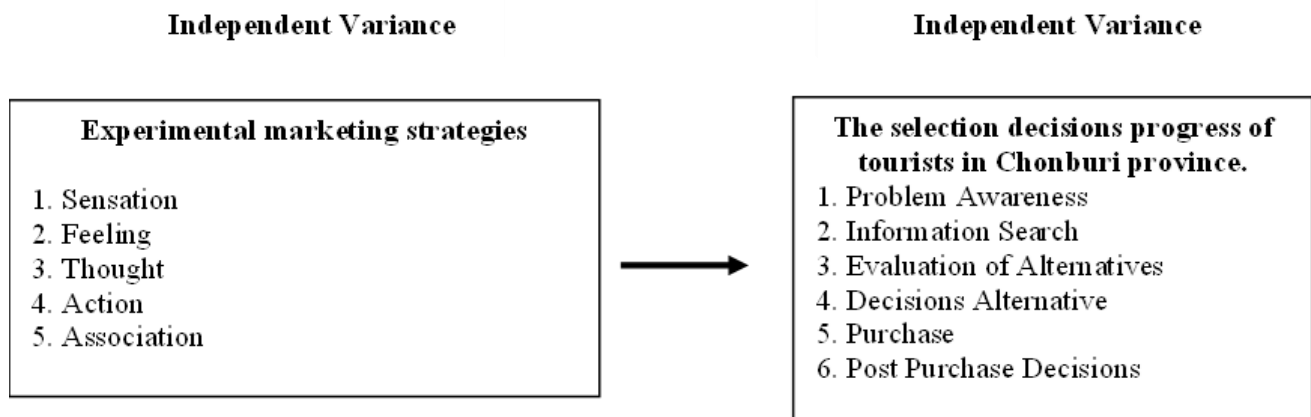 Independent Variance
Independent Variance
Experimental marketing strategies
1. Sensation
2. Feeling
3. Thought
4. Action
5. Association
The selection decisions progress of
tourists in Chonburi province.
1. Problem Awareness
2. Information Search
3. Evaluation of Alternatives
4. Decisions Alternative
5. Purchase
6. Post Purchase Decisions